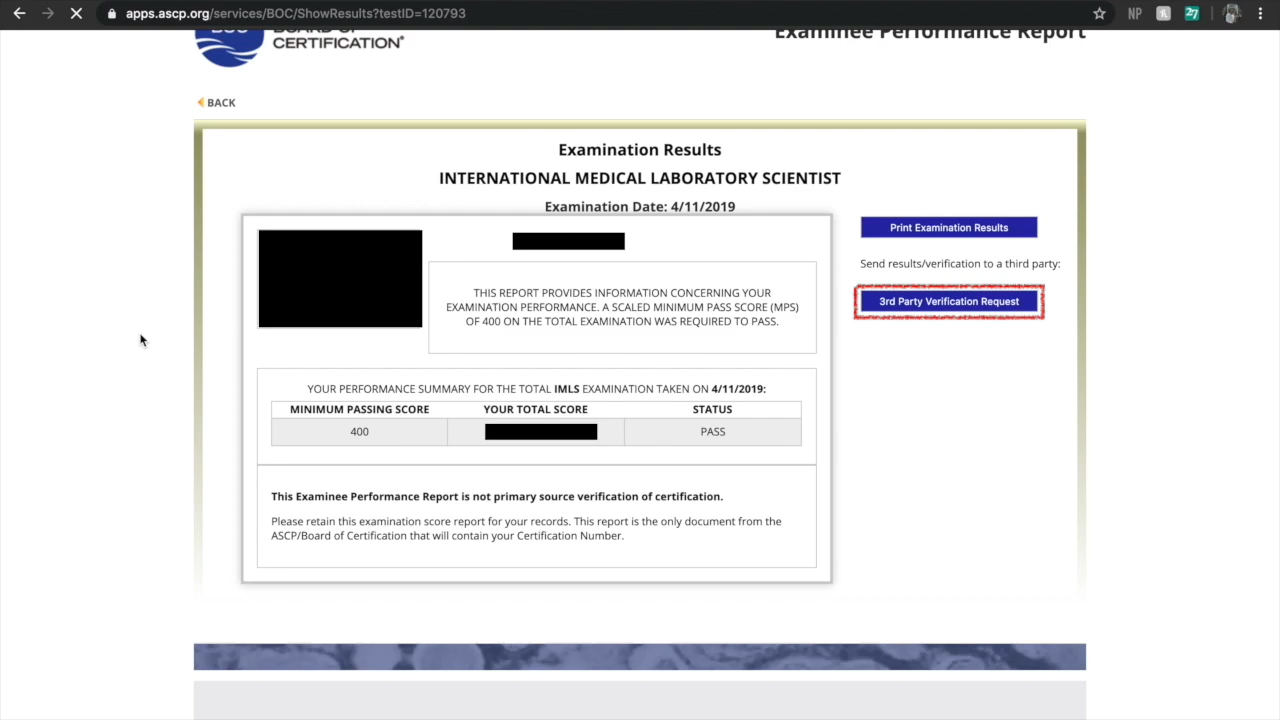 apps.ascp.org/services/BOC/ShowResults?testID=120793
NP
27
BOARD OF
CERTIFICATION®
Examinee Performance Report
BACK
Examination Results
INTERNATIONAL MEDICAL LABORATORY SCIENTIST
Examination Date: 4/11/2019
Print Examination Results
Send results/verification to a third party:
3rd Party Verification Request
THIS REPORT PROVIDES INFORMATION CONCERNING YOUR
EXAMINATION PERFORMANCE. A SCALED MINIMUM PASS SCORE (MPS)
OF 400 ON THE TOTAL EXAMINATION WAS REQUIRED TO PASS.
YOUR PERFORMANCE SUMMARY FOR THE TOTAL IMLS EXAMINATION TAKEN ON 4/11/2019:
MINIMUM PASSING SCORE YOUR TOTAL SCORE STATUS
400 PASS
This Examinee Performance Report is not primary source verification of certification.
Please retain this examination score report for your records. This report is the only document from the
ASCP/Board of Certification that will contain your Certification Number.